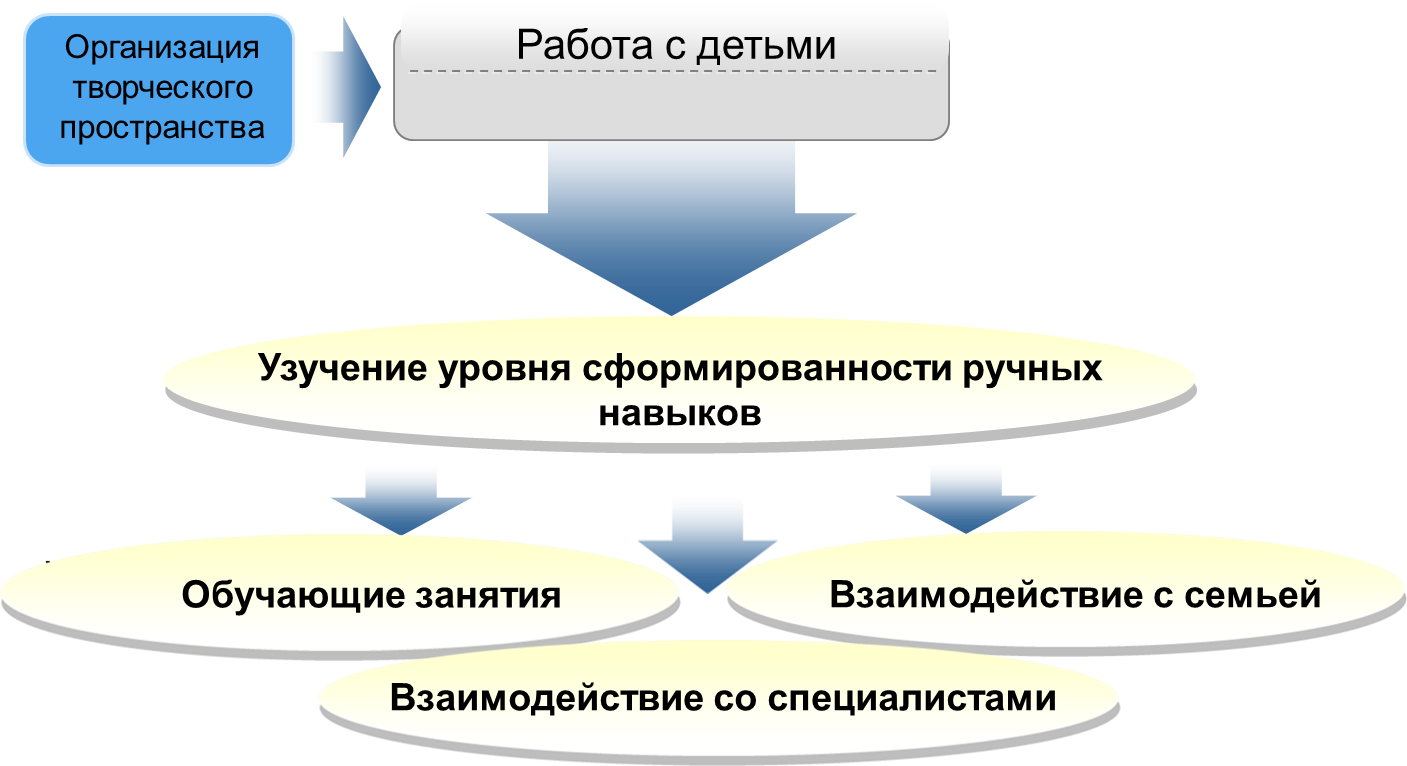 Организация
творческого
пространства
Работа с детьми
Узучение уровня сформированности ручных
навыков
Обучающие занятия
Взаимодействие с семьей
Взаимодействие со специалистами